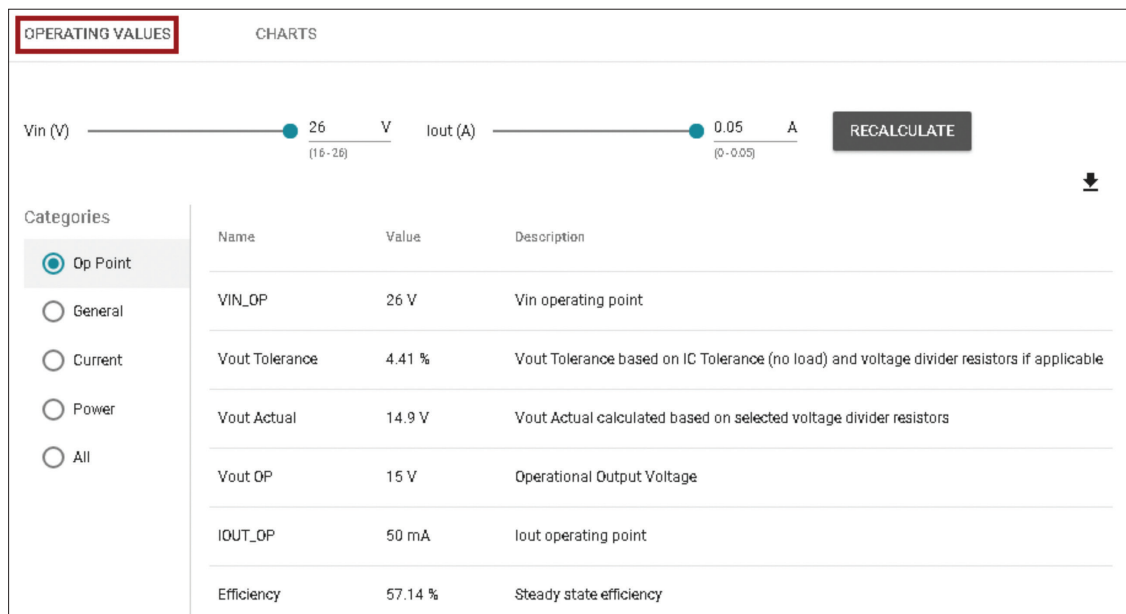 OPERATING VALUES CHARTS
Vin (V) 26 V Iout (A) 0.05 A RECALCULATE
(16 - 26) (0 - 0.05)
Categories
Name Value Description
Op Point
VIN_OP 26 V Vin operating point
General
Current
Vout Tolerance 4.41 % Vout Tolerance based on IC Tolerance (no load) and voltage divider resistors if applicable
Power
Vout Actual 14.9 V Vout Actual calculated based on selected voltage divider resistors
All
Vout OP 15 V Operational Output Voltage
IOUT_OP 50 mA Iout operating point
Efficiency 57.14 % Steady state efficiency